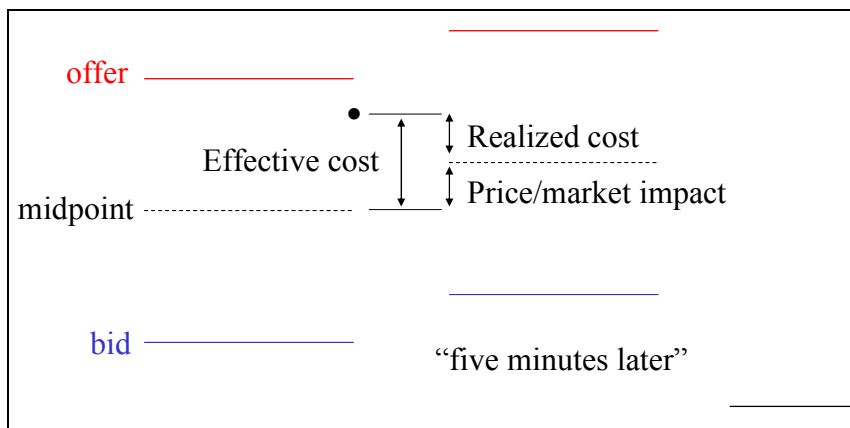 offer
Realized cost
Effective cost
Price/market impact
midpoint
bid
“five minutes later”